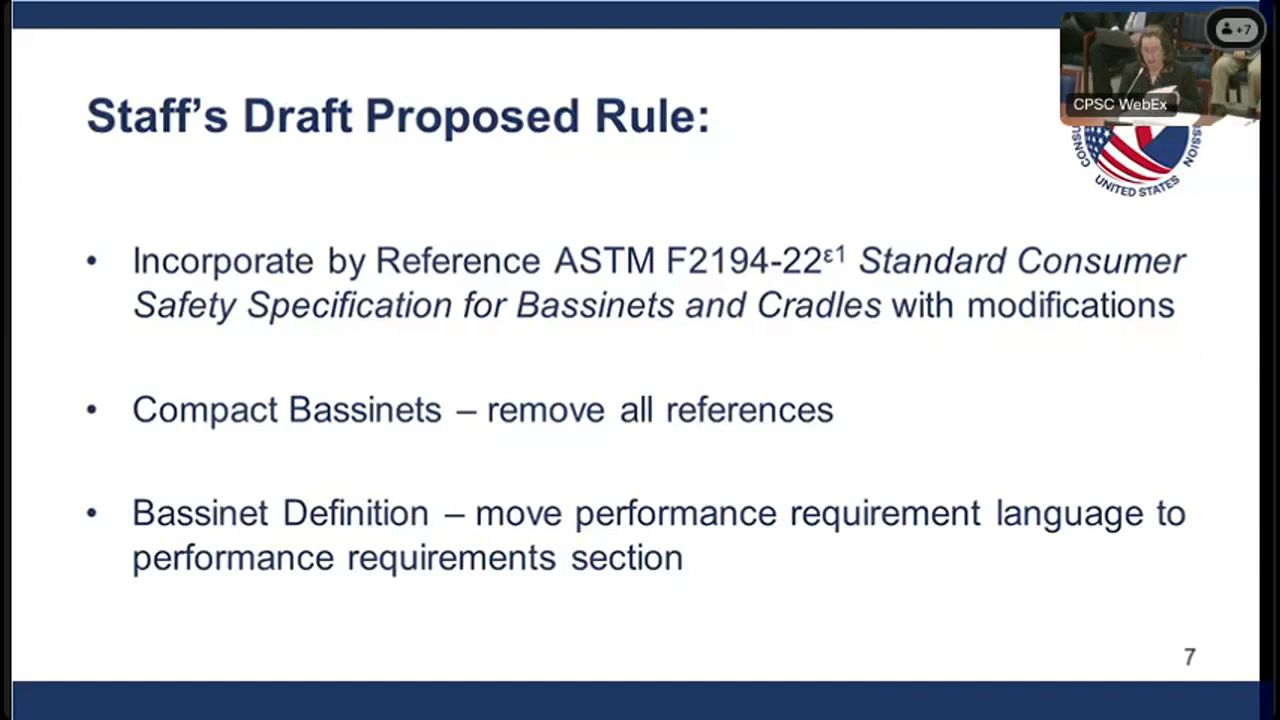 +7
CPSC WebEx
Staff's Draft Proposed Rule:
UNITED STATES
• Incorporate by Reference ASTM F2194-22ε1 Standard Consumer
Safety Specification for Bassinets and Cradles with modifications
• Compact Bassinets – remove all references
• Bassinet Definition – move performance requirement language to
performance requirements section
7